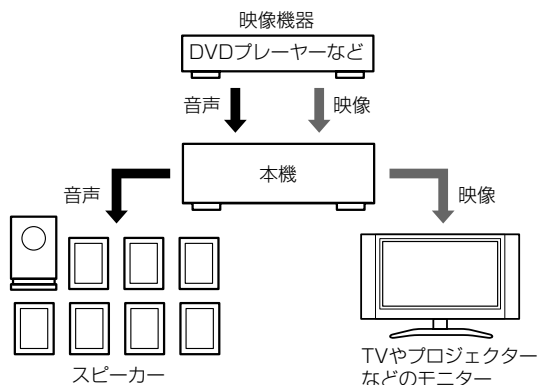 映像機器
DVDプレーヤーなど
音声
映像
本機
音声
映像
スピーカー
TVやプロジェクター
などのモニター